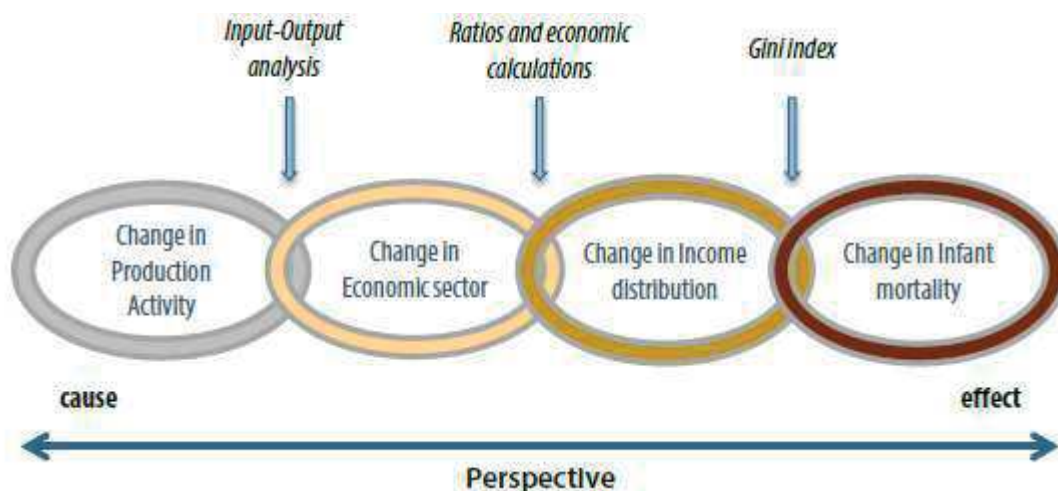 Input-Output
analysis
Ratios and economic
calculations
Gini index
Change in
Production
Activity
Change in
Economic sector
Change in Income
distribution
Change in Infant
mortality
cause
effect
Perspective